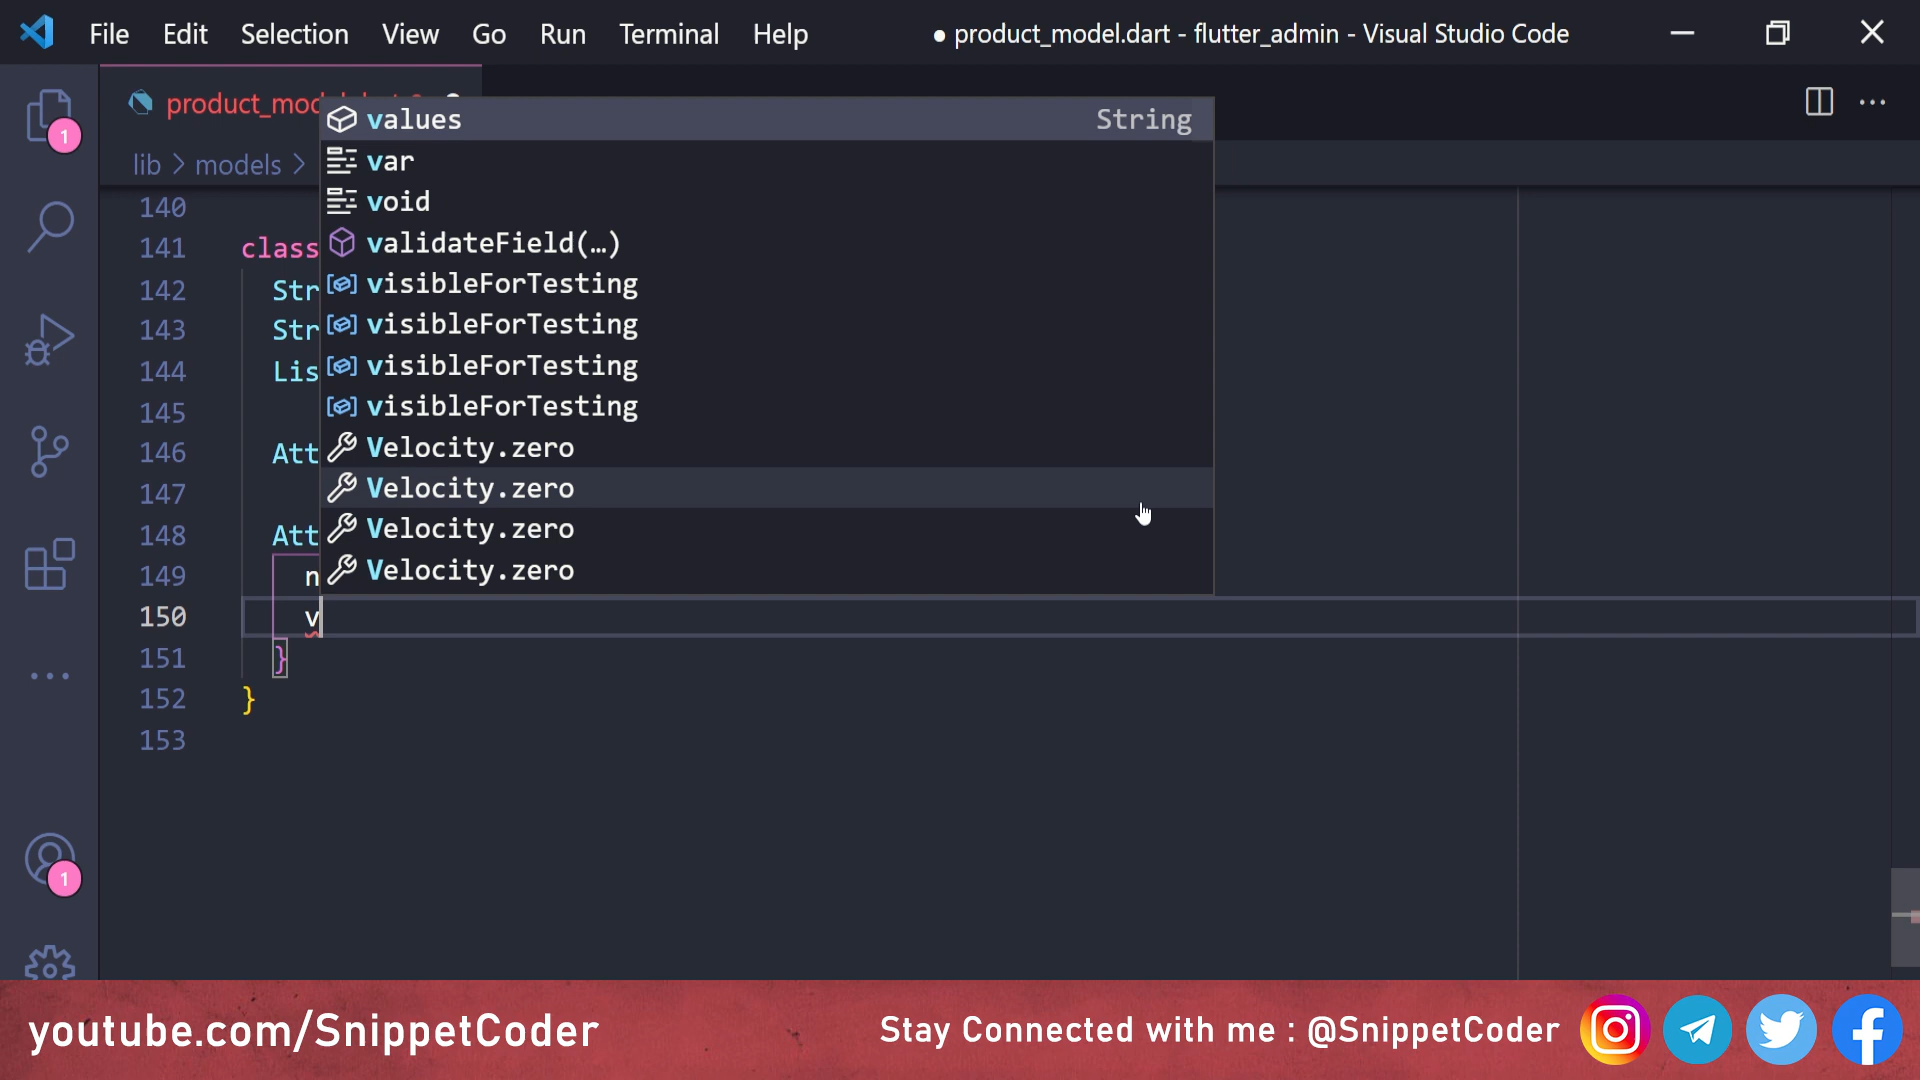 File Edit Selection View Go Run Terminal Help
● product_model.dart - flutter_admin - Visual Studio Code
product_mod
lib > models >
values String
var
void
validateField(…)
visibleForTesting
visibleForTesting
visibleForTesting
visibleForTesting
Velocity.zero
Velocity.zero
Velocity.zero
Velocity.zero
140
141 class
142 Str
143 Str
144 Lis
145
146 Att
147
148 Att
149 n
150 v
151 }
152 }
153
1
1
youtube.com/SnippetCoder
Stay Connected with me : @SnippetCoder